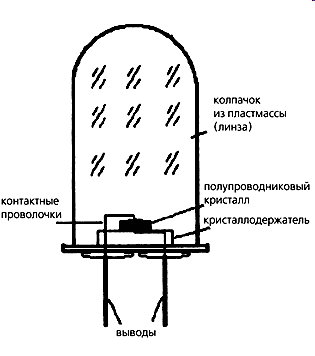 колпачок
из пластмассы
(линза)
полупроводниковый
кристалл
контактные
проволочки
кристаллодержатель
выводы